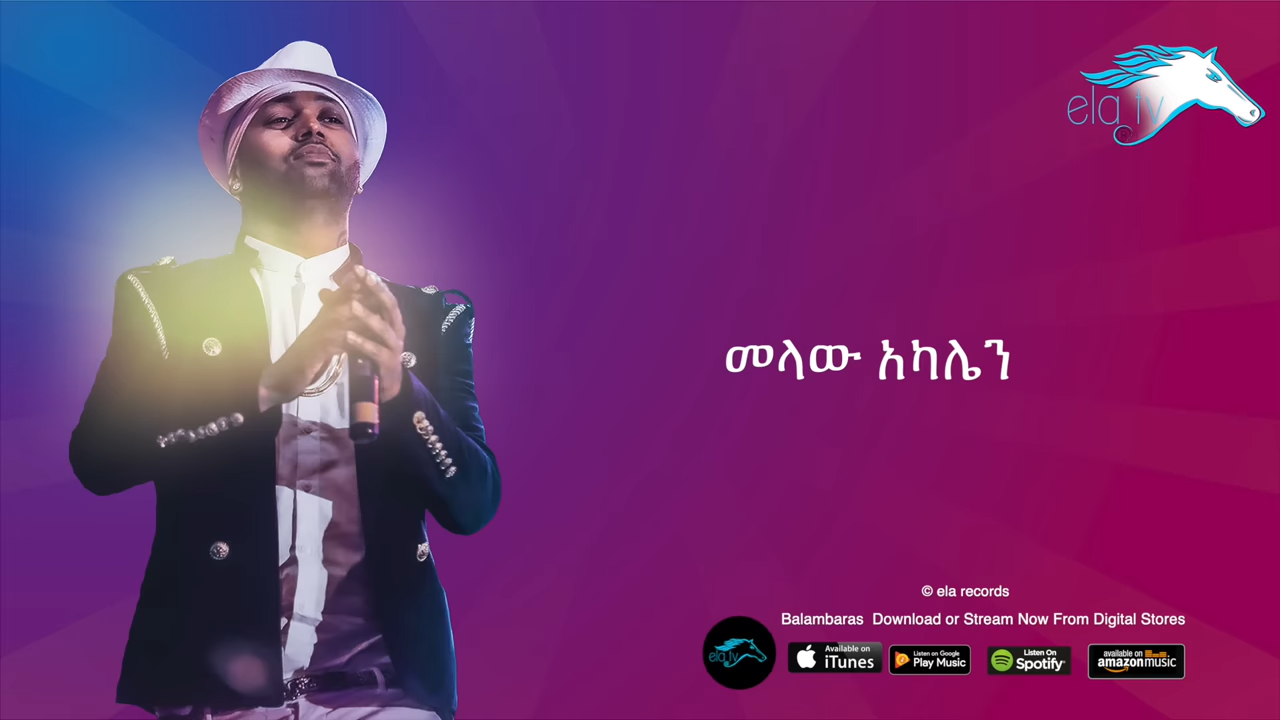 ela tv
መላው አካሌን
© ela records
Balambaras Download or Stream Now From Digital Stores
ela tv
Available on
iTunes
Listen on Google
Play Music
Listen On
Spotify
available on
amazonmusic